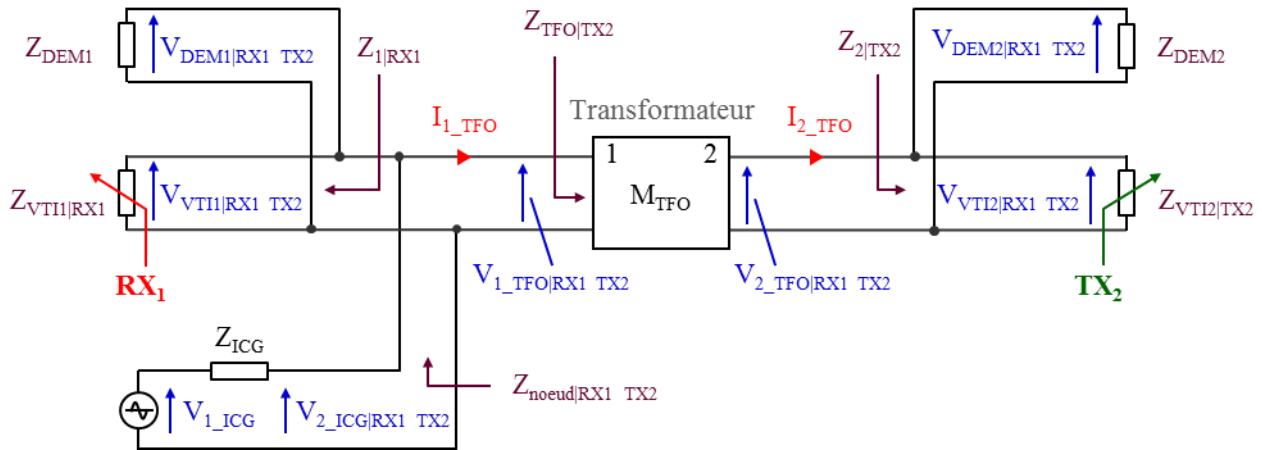 Z_DEM1
V_DEM1|RX1 TX2
Z_1|RX1
Z_TFO|TX2
Z_2|TX2
V_DEM2|RX1 TX2
Z_DEM2
Transformateur
I_1_TFO
I_2_TFO
1 2
M_TFO
Z_VTI1|RX1
V_VTI1|RX1 TX2
V_VTI2|RX1 TX2
Z_VTI2|TX2
RX_1
V_1_TFO|RX1 TX2
V_2_TFO|RX1 TX2
TX_2
Z_ICG
Z_noeud|RX1 TX2
V_1_ICG
V_2_ICG|RX1 TX2